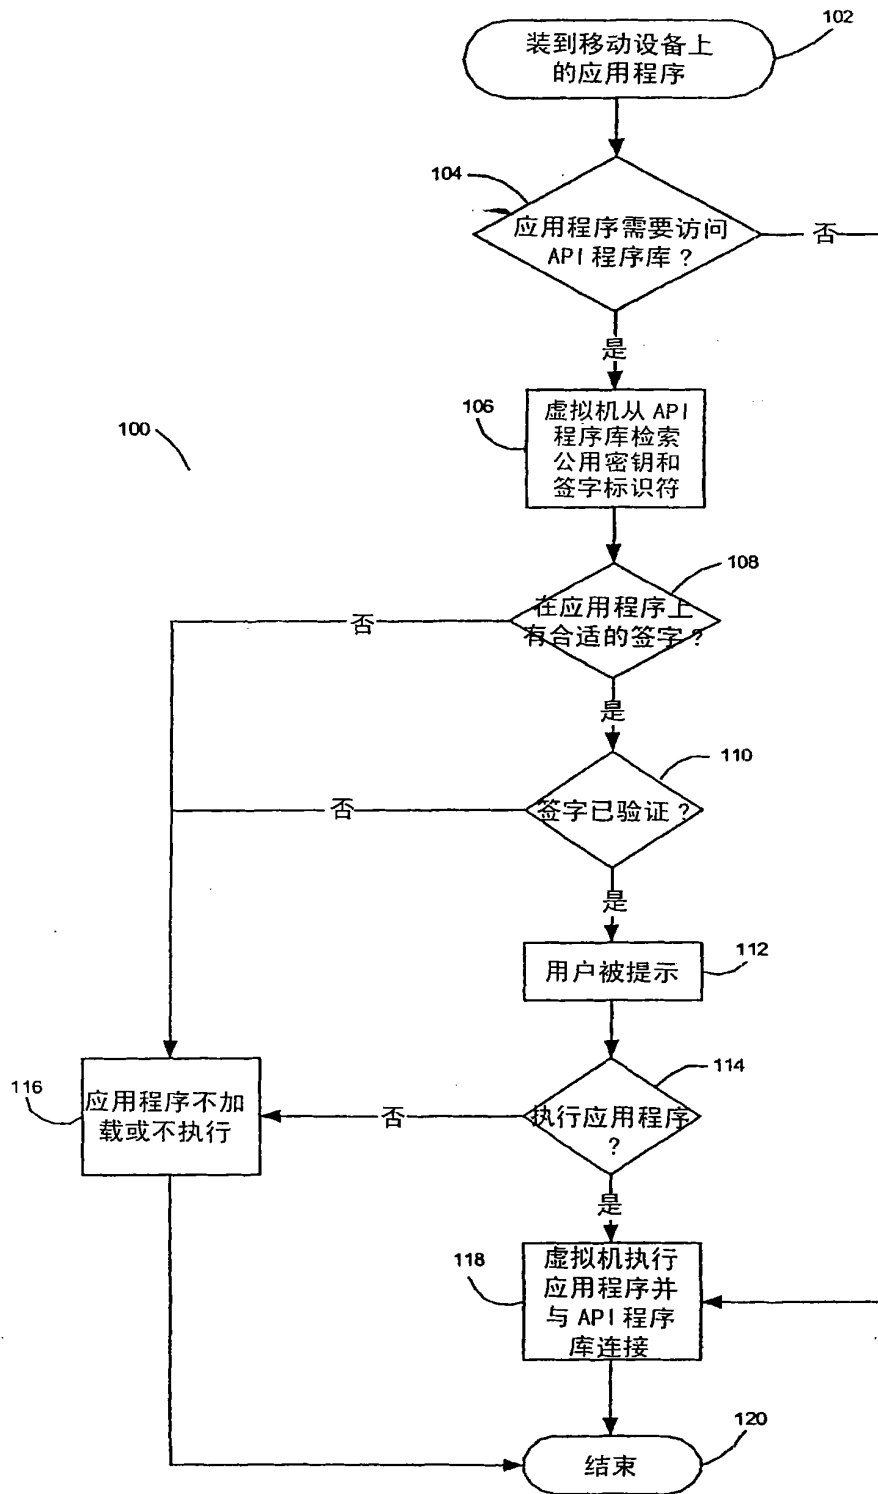 102
装到移动设备上
的应用程序
104
应用程序需要访问
API 程序库？
否
是
106
虚拟机从 API
程序库检索
公用密钥和
签字标识符
100
108
在应用程序上
有合适的签字？
否
是
110
签字已验证？
否
是
112
用户被提示
114
执行应用程序
？
否
116
应用程序不加
载或不执行
是
118
虚拟机执行
应用程序并
与 API 程序
库连接
120
结束